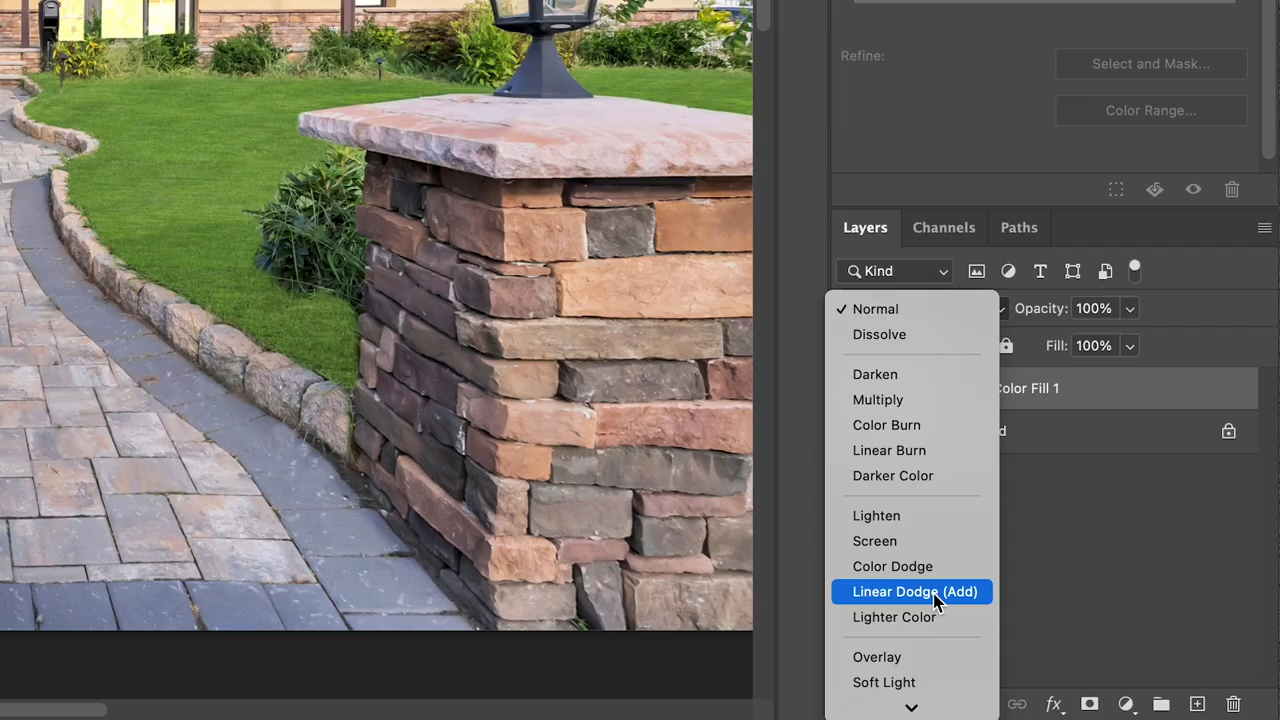 Refine:
Select and Mask...
Color Range...
Layers
Channels
Paths
Kind
Normal
Opacity: 100%
Dissolve
Fill: 100%
Darken
Color Fill 1
Multiply
Color Burn
d
Linear Burn
Darker Color
Lighten
Screen
Color Dodge
Linear Dodge (Add)
Lighter Color
Overlay
Soft Light
fx